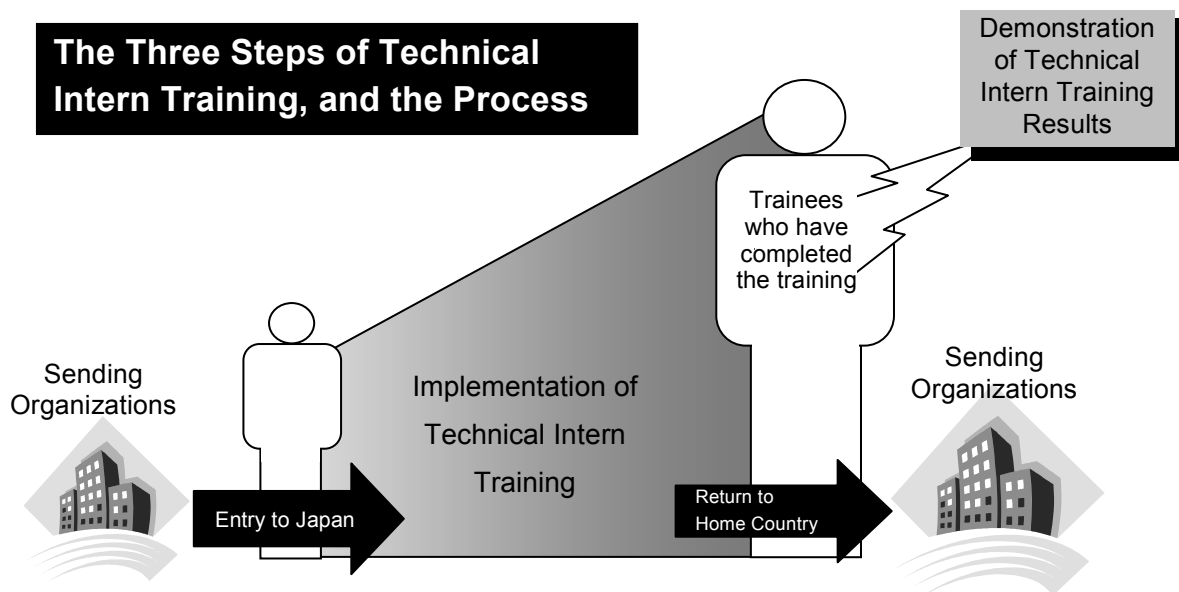 The Three Steps of Technical
Intern Training, and the Process
Demonstration
of Technical
Intern Training
Results
Trainees
who have
completed
the training
Sending
Organizations
Implementation of
Technical Intern
Training
Sending
Organizations
Entry to Japan
Return to
Home Country